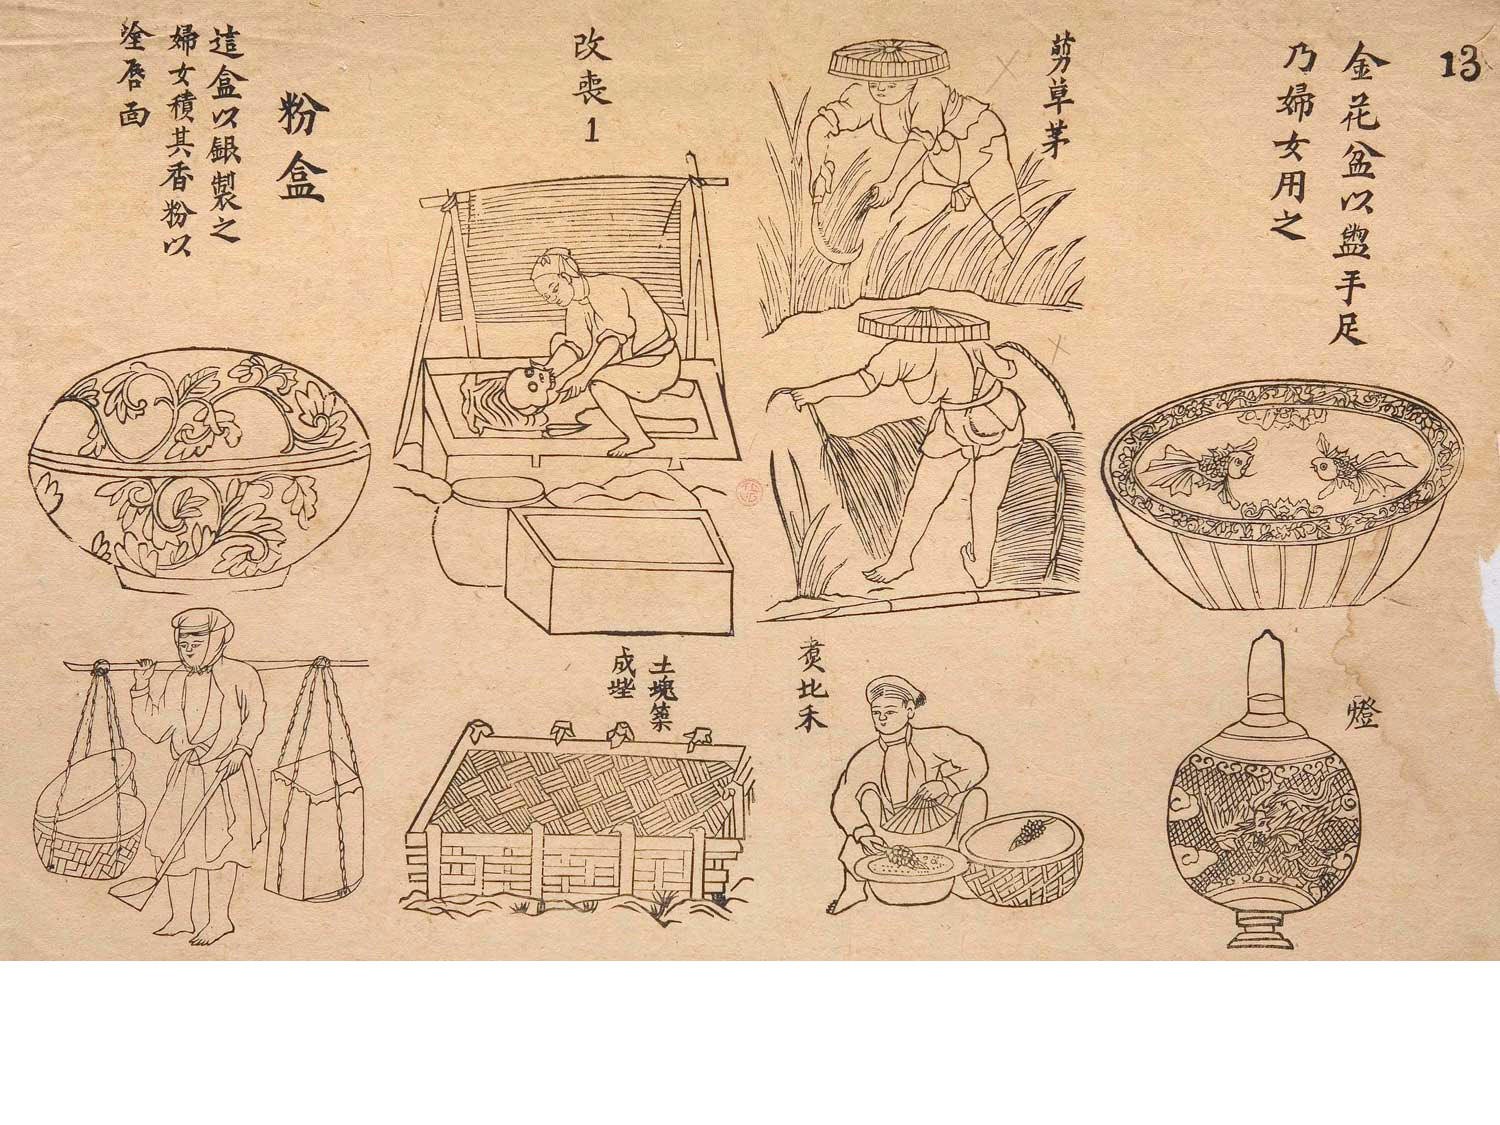 13
金花盆以盥手足
乃婦女用之
剪草茅
改喪
1
粉盒
這盒以銀製之
婦女積其香粉以
塗唇面
燈
煑比禾
土塊築
成坐